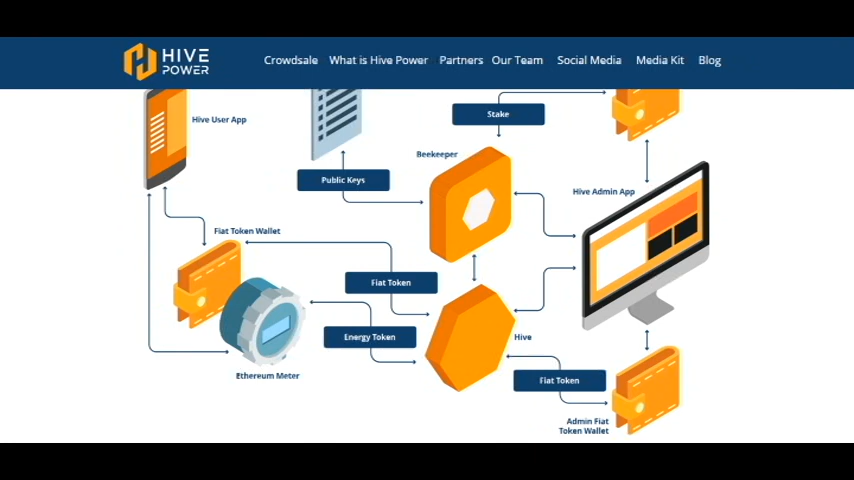 HIVE
POWER
Crowdsale What is Hive Power Partners Our Team Social Media Media Kit Blog
Hive User App
Stake
Beekeeper
Public Keys
Hive Admin App
Fiat Token Wallet
Fiat Token
Energy Token
Hive
Ethereum Meter
Fiat Token
Admin Fiat
Token Wallet